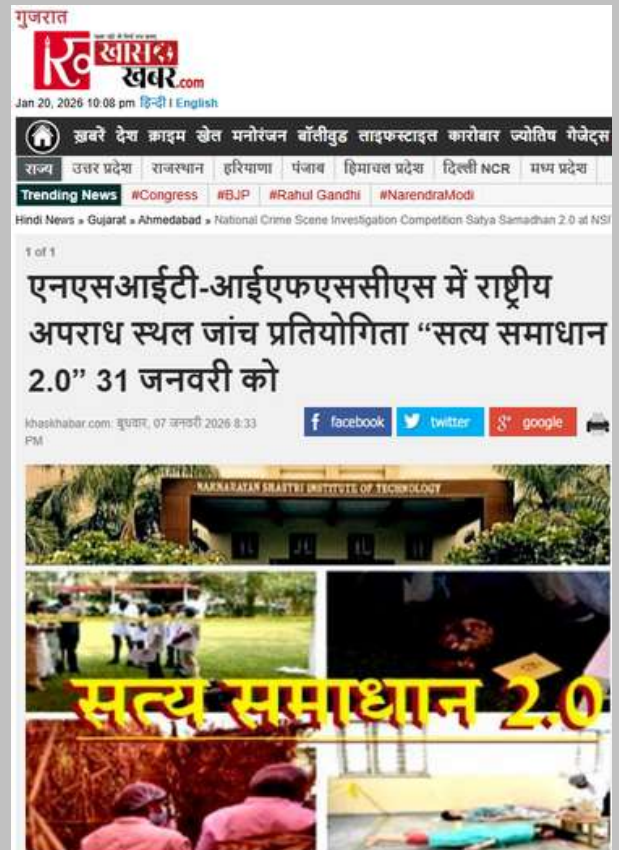 गुजरात
ख़ास
खबर.com
Jan 20, 2026 10:08 pm हिन्दी | English
ख़बरें देश क्राइम खेल मनोरंजन बॉलीवुड लाइफस्टाइल कारोबार ज्योतिष गैजेट्स
राज्य उत्तर प्रदेश राजस्थान हरियाणा पंजाब हिमाचल प्रदेश दिल्ली NCR मध्य प्रदेश
Trending News #Congress #BJP #Rahul Gandhi #NarendraModi
Hindi News » Gujarat » Ahmedabad » National Crime Scene Investigation Competition Satya Samadhan 2.0 at NSI
1 of 1
एनएसआईटी-आईएफएससीएस में राष्ट्रीय
अपराध स्थल जांच प्रतियोगिता “सत्य समाधान
2.0” 31 जनवरी को
khaskhabar.com: बुधवार, 07 जनवरी 2026 8:33
PM
facebook twitter google
NARNARAYAN SHASTRI INSTITUTE OF TECHNOLOGY
सत्य समाधान 2.0